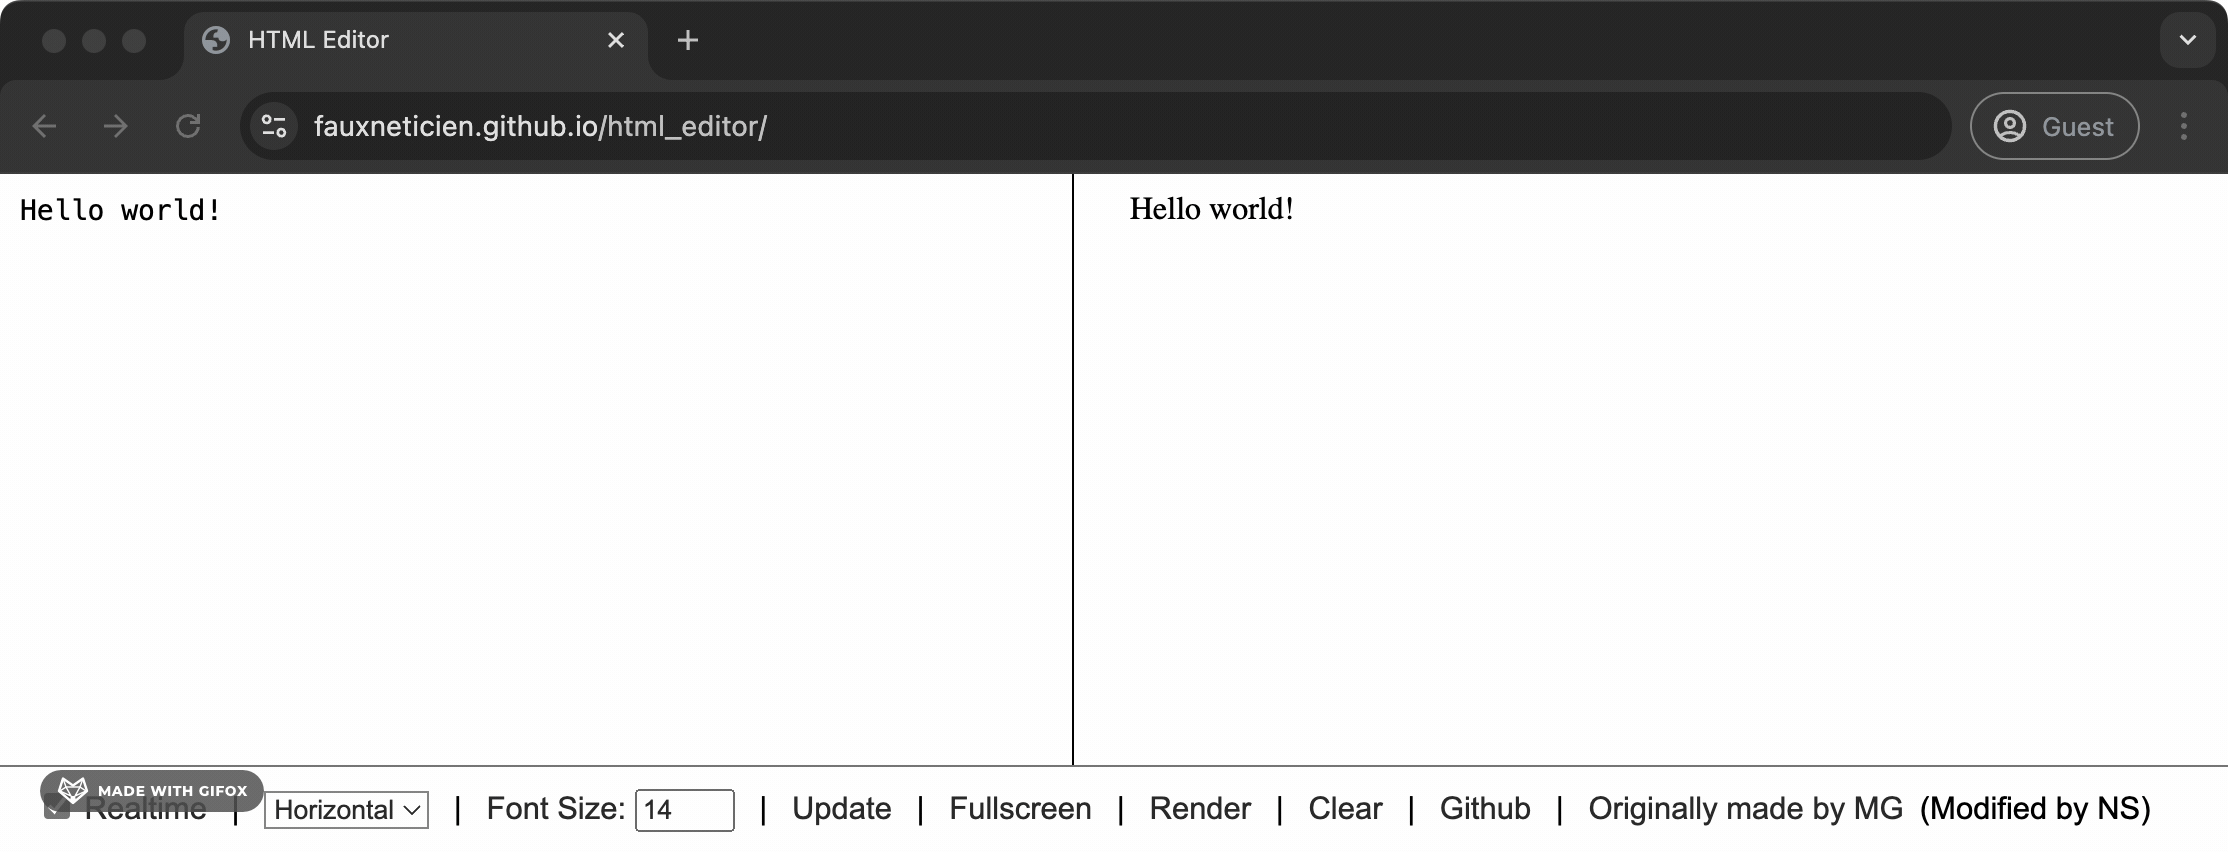 HTML Editor
fauxneticien.github.io/html_editor/
Guest
Hello world!
Hello world!
MADE WITH GIFOX
Realtime | Horizontal | Font Size: 14 | Update | Fullscreen | Render | Clear | Github | Originally made by MG (Modified by NS)